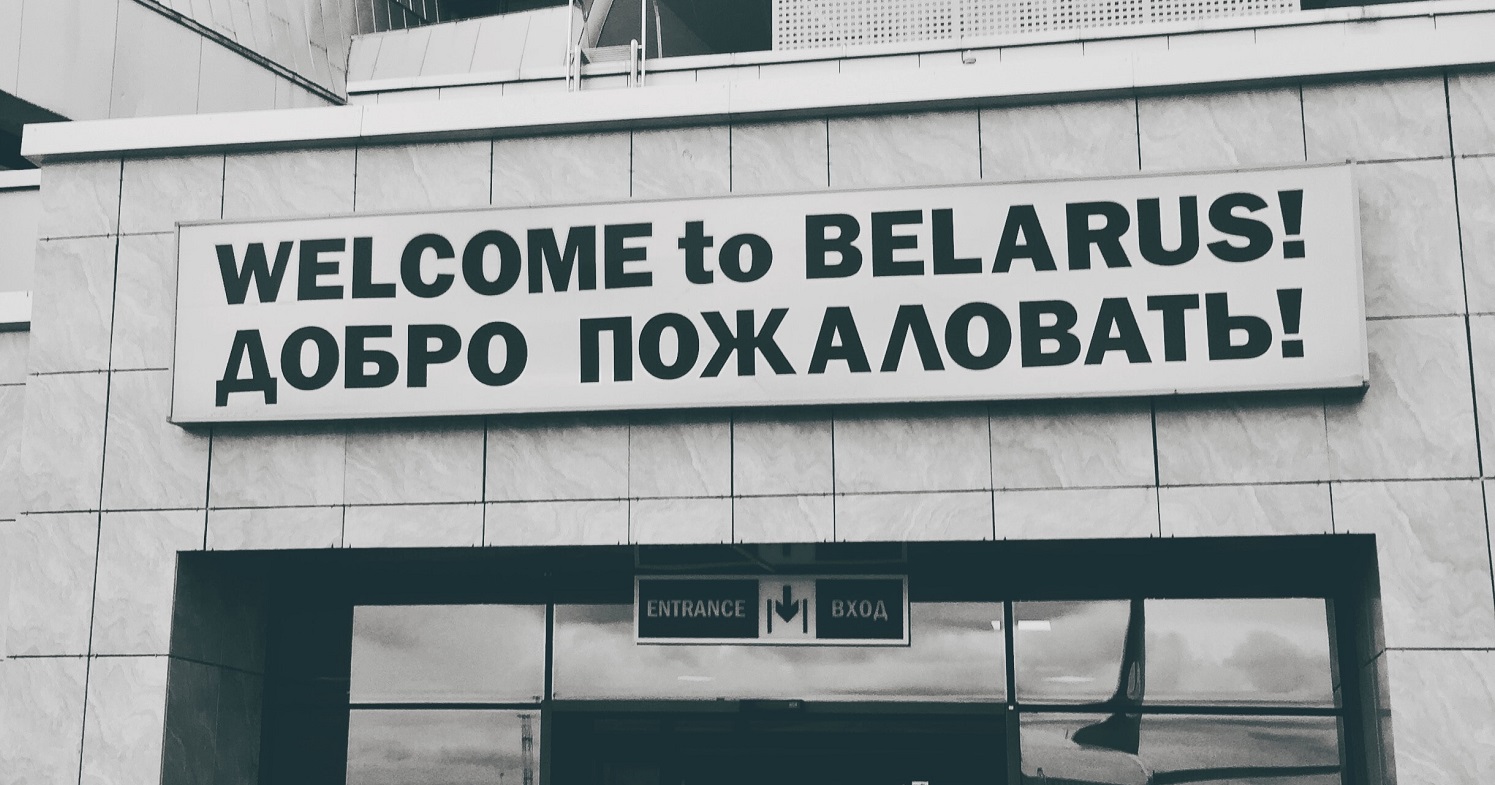 WELCOME to BELARUS!
ДОБРО ПОЖАЛОВАТЬ!
ENTRANCE ВХОД